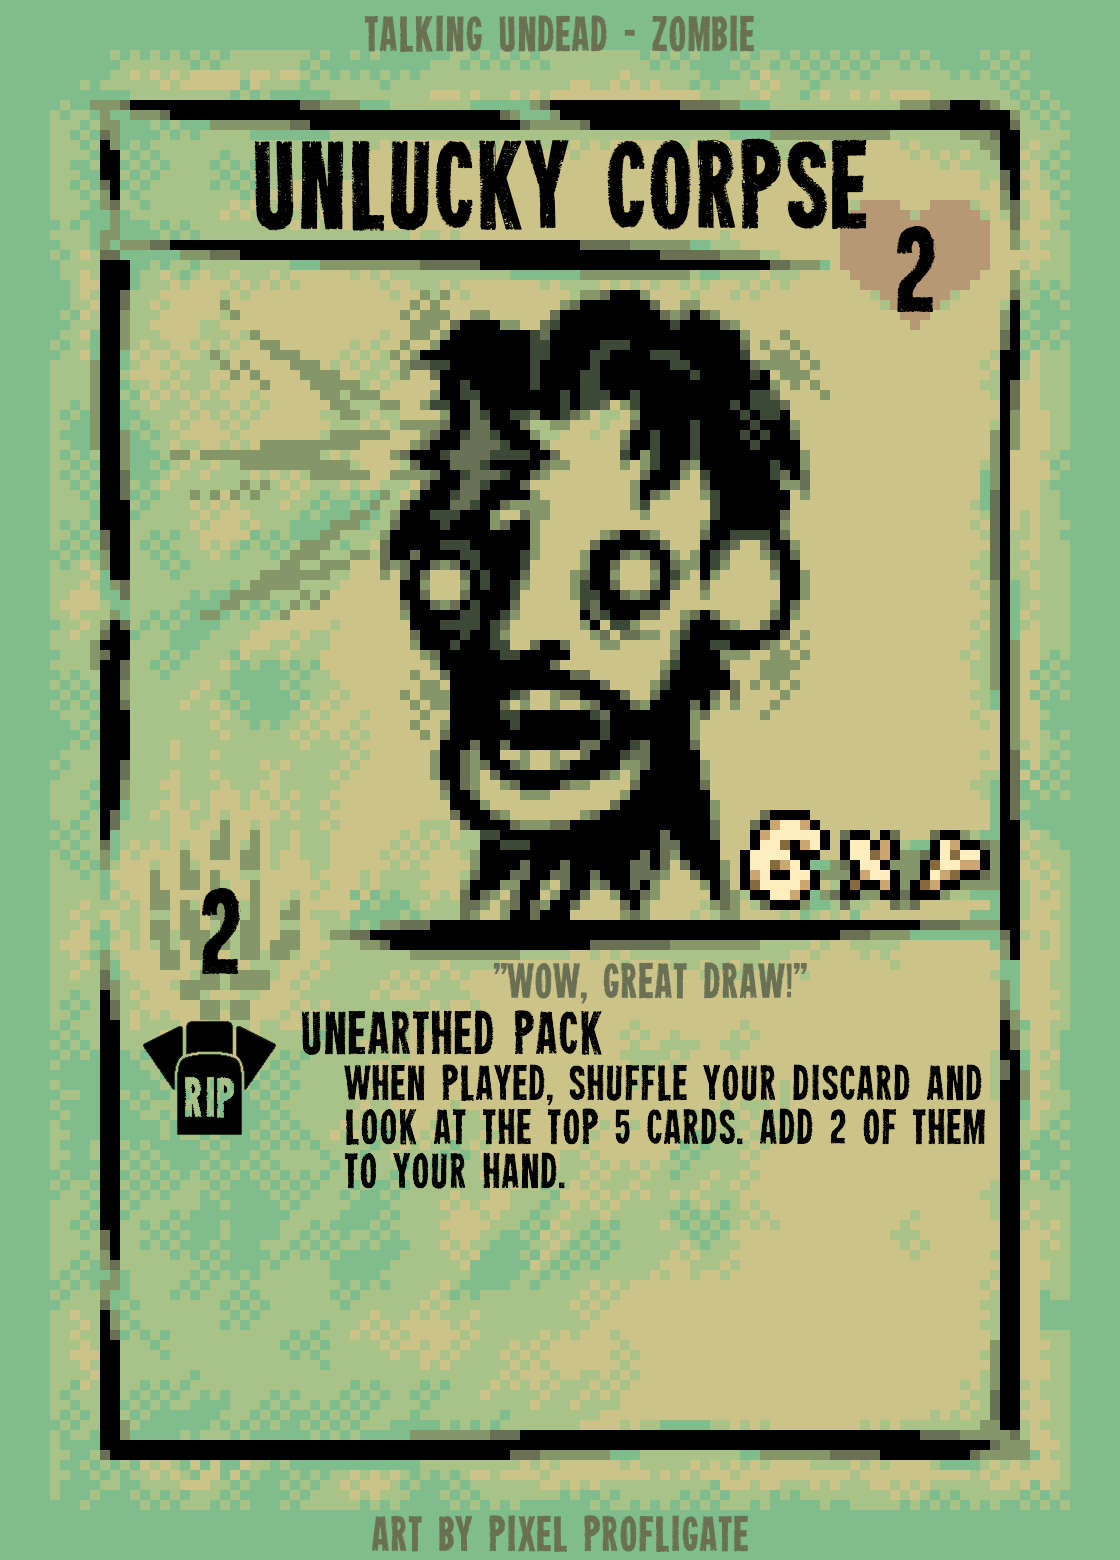 TALKING UNDEAD - ZOMBIE
UNLUCKY CORPSE
2
6 X
2
"WOW, GREAT DRAW!"
UNEARTHED PACK
RIP
WHEN PLAYED, SHUFFLE YOUR DISCARD AND
LOOK AT THE TOP 5 CARDS. ADD 2 OF THEM
TO YOUR HAND.
ART BY PIXEL PROFLIGATE